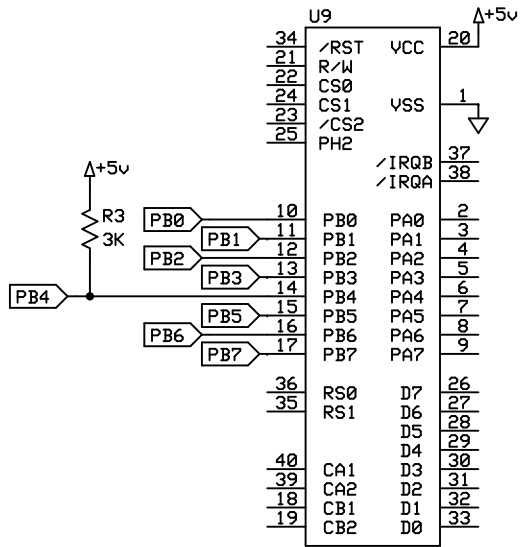 U9
+5v
34 /RST VCC 20
21 R/W
22 CS0
24 CS1 VSS 1
23 /CS2
25 PH2
/IRQB 37
/IRQA 38
+5v
R3
3K
PB0 10 PB0 PA0 2
PB1 11 PB1 PA1 3
PB2 12 PB2 PA2 4
PB3 13 PB3 PA3 5
PB4 14 PB4 PA4 6
PB5 15 PB5 PA5 7
PB6 16 PB6 PA6 8
PB7 17 PB7 PA7 9
36 RS0 D7 26
35 RS1 D6 27
D5 28
D4 29
40 CA1 D3 30
39 CA2 D2 31
18 CB1 D1 32
19 CB2 D0 33